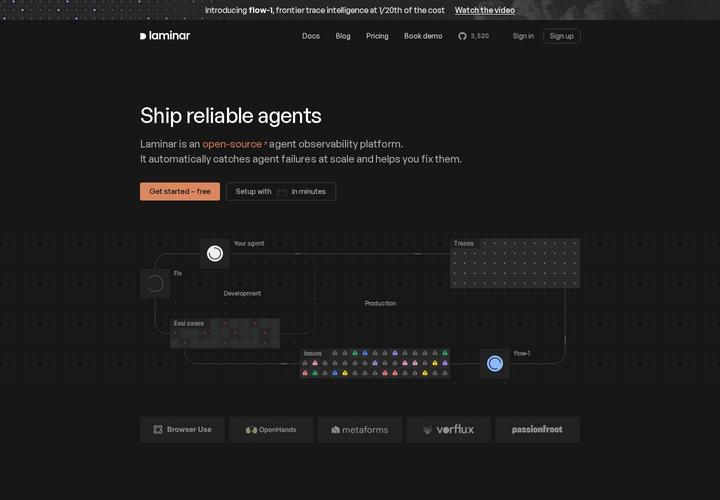 Introducing flow-1, frontier trace intelligence at 1/20th of the cost Watch the video
laminar Docs Blog Pricing Book demo 3,520 Sign in Sign up
Ship reliable agents
Laminar is an open-source ↗ agent observability platform.
It automatically catches agent failures at scale and helps you fix them.
Get started – free Setup with in minutes
Your agent
Traces
Fix
Development
Production
Eval cases
Issues
flow-1
Browser Use OpenHands metaforms vorflux passionfroot